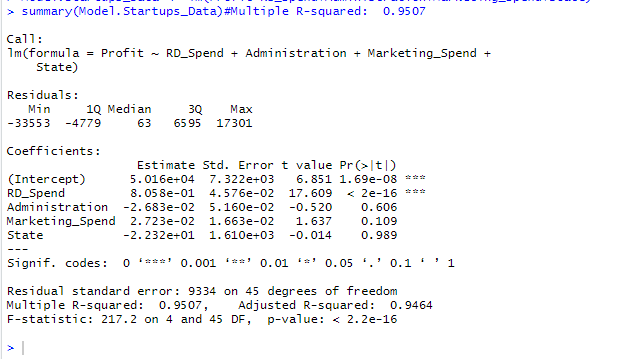 > summary(Model.Startups_Data)#Multiple R-squared:  0.9507

Call:
lm(formula = Profit ~ RD_Spend + Administration + Marketing_Spend +
    State)

Residuals:
   Min     1Q Median     3Q    Max
-33553  -4779     63   6595  17301

Coefficients:
                  Estimate Std. Error t value Pr(>|t|)
(Intercept)      5.016e+04  7.322e+03   6.851 1.69e-08 ***
RD_Spend         8.058e-01  4.576e-02  17.609  < 2e-16 ***
Administration  -2.683e-02  5.160e-02  -0.520    0.606
Marketing_Spend  2.723e-02  1.663e-02   1.637    0.109
State           -2.232e+01  1.610e+03  -0.014    0.989
---
Signif. codes:  0 ‘***’ 0.001 ‘**’ 0.01 ‘*’ 0.05 ‘.’ 0.1 ‘ ’ 1

Residual standard error: 9334 on 45 degrees of freedom
Multiple R-squared:  0.9507,    Adjusted R-squared:  0.9464
F-statistic: 217.2 on 4 and 45 DF,  p-value: < 2.2e-16

>